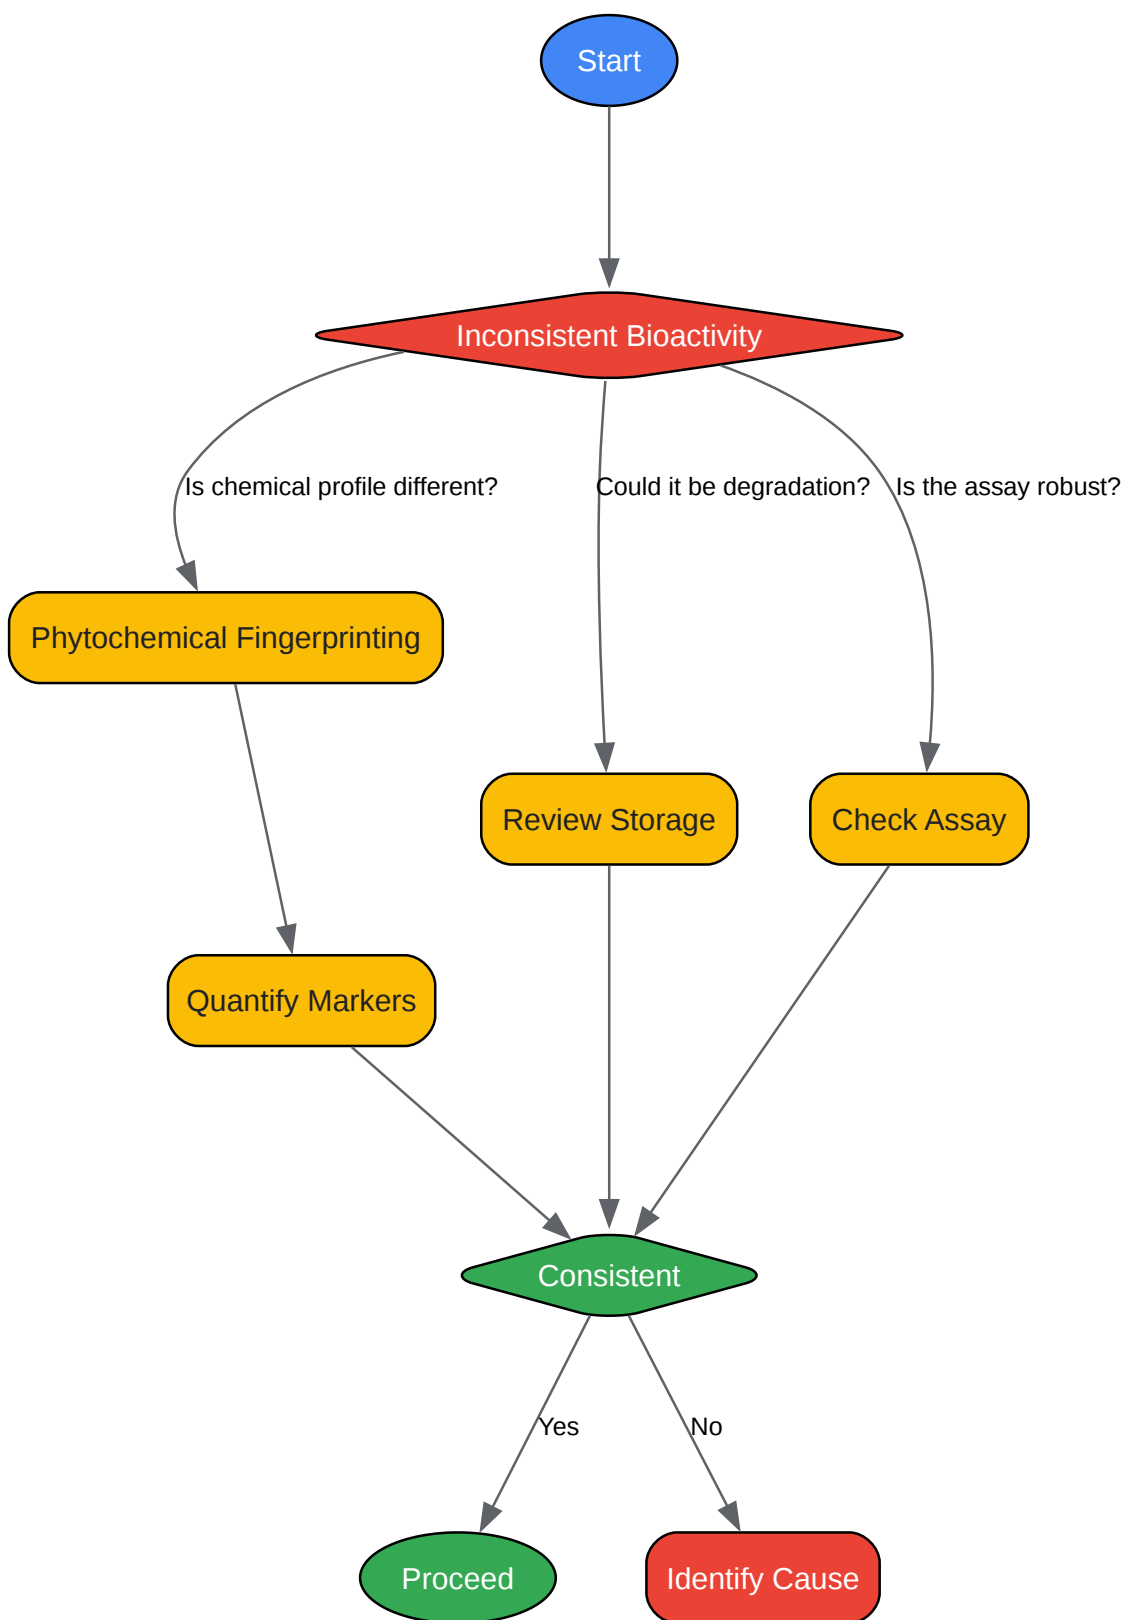 Start
Inconsistent Bioactivity
Is chemical profile different?
Could it be degradation?
Is the assay robust?
Phytochemical Fingerprinting
Review Storage
Check Assay
Quantify Markers
Consistent
Yes
No
Proceed
Identify Cause